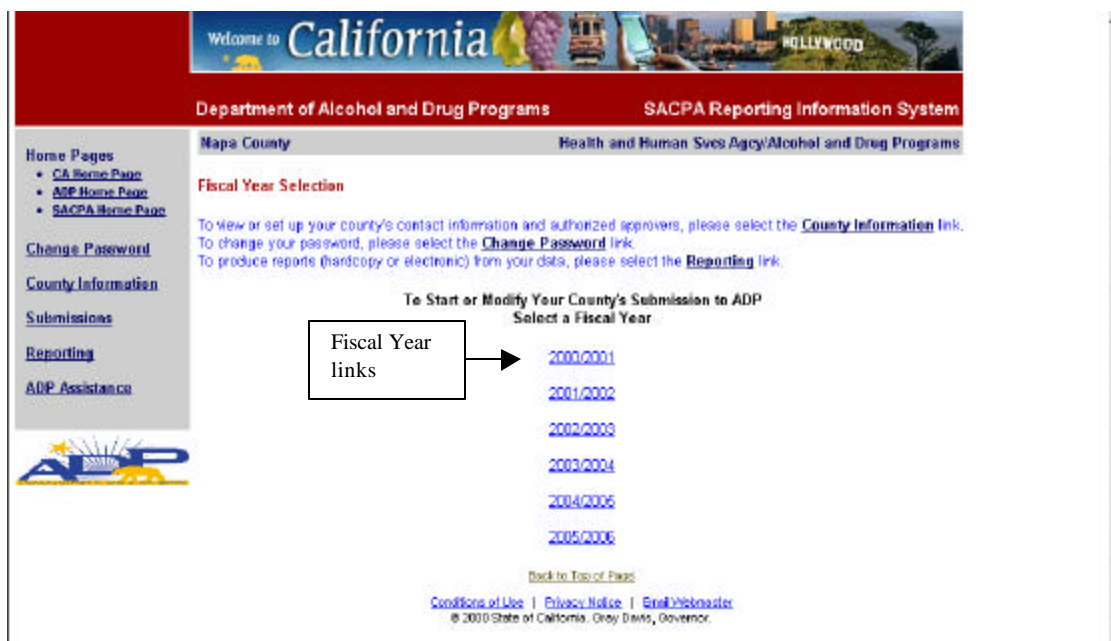 Welcome to California
HOLLYWOOD
Department of Alcohol and Drug Programs SACPA Reporting Information System
Napa County Health and Human Svcs Agcy/Alcohol and Drug Programs
Home Pages
• CA Home Page
• ADP Home Page
• SACPA Home Page
Change Password
County Information
Submissions
Reporting
ADP Assistance
ADP
Fiscal Year Selection
To view or set up your county's contact information and authorized approvers, please select the County Information link.
To change your password, please select the Change Password link.
To produce reports (hardcopy or electronic) from your data, please select the Reporting link.
To Start or Modify Your County's Submission to ADP
Select a Fiscal Year
Fiscal Year
links
2000/2001
2001/2002
2002/2003
2003/2004
2004/2005
2005/2006
Back to Top of Page
Conditions of Use | Privacy Notice | Email Webmaster
© 2000 State of California. Gray Davis, Governor.